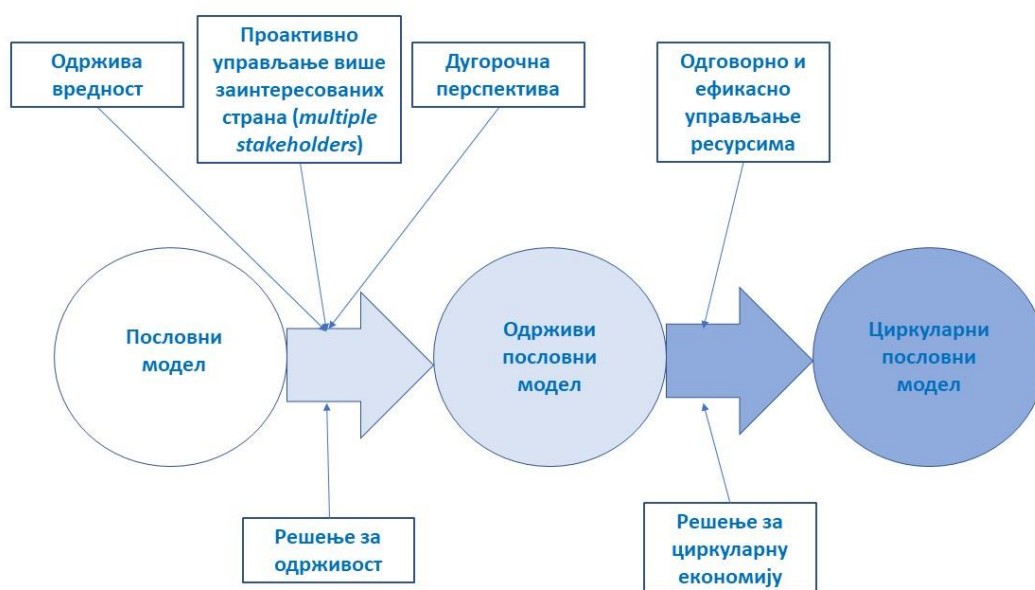 Одржива
вредност
Проактивно
управљање више
заинтересованих
страна (multiple
stakeholders)
Дугорочна
перспектива
Одговорно и
ефикасно
управљање
ресурсима
Пословни
модел
Одрживи
пословни
модел
Циркуларни
пословни
модел
Решење за
одрживост
Решење за
циркуларну
економију